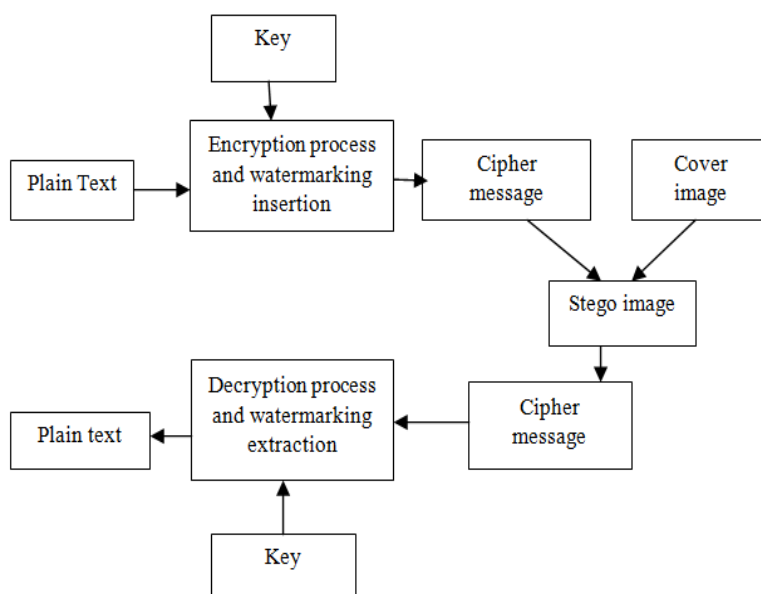 Key
Encryption process
and watermarking
insertion
Plain Text
Cipher
message
Cover
image
Stego image
Decryption process
and watermarking
extraction
Cipher
message
Plain text
Key